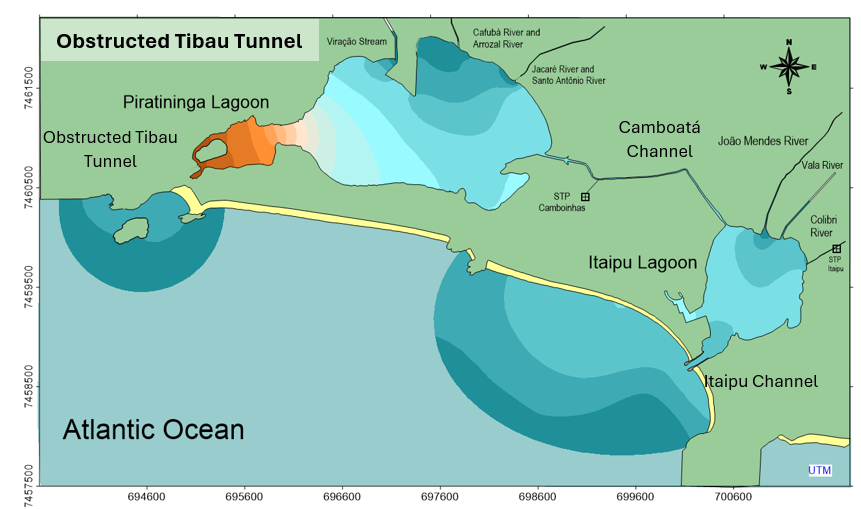 Obstructed Tibau Tunnel
Viração Stream
Cafubá River and
Arrozal River
Jacaré River and
Santo Antônio River
N
W E
S
Piratininga Lagoon
Obstructed Tibau
Tunnel
Camboatá
Channel
João Mendes River
Vala River
STP
Camboinhas
Colibri
River
STP
Itaipu
Itaipu Lagoon
Itaipu Channel
Atlantic Ocean
UTM
7461500
7460500
7459500
7458500
7457500
694600 695600 696600 697600 698600 699600 700600